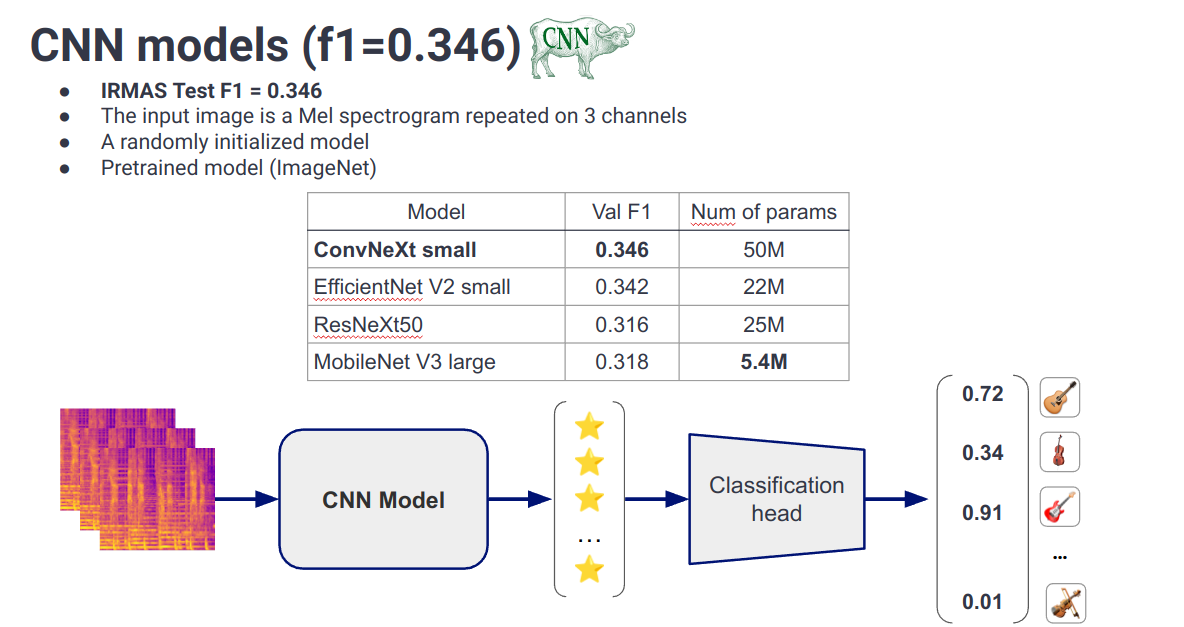 CNN models (f1=0.346)
CNN
● IRMAS Test F1 = 0.346
● The input image is a Mel spectrogram repeated on 3 channels
● A randomly initialized model
● Pretrained model (ImageNet)
Model Val F1 Num of params
ConvNeXt small 0.346 50M
EfficientNet V2 small 0.342 22M
ResNeXt50 0.316 25M
MobileNet V3 large 0.318 5.4M
CNN Model
...
Classification
head
0.72
0.34
0.91
...
0.01